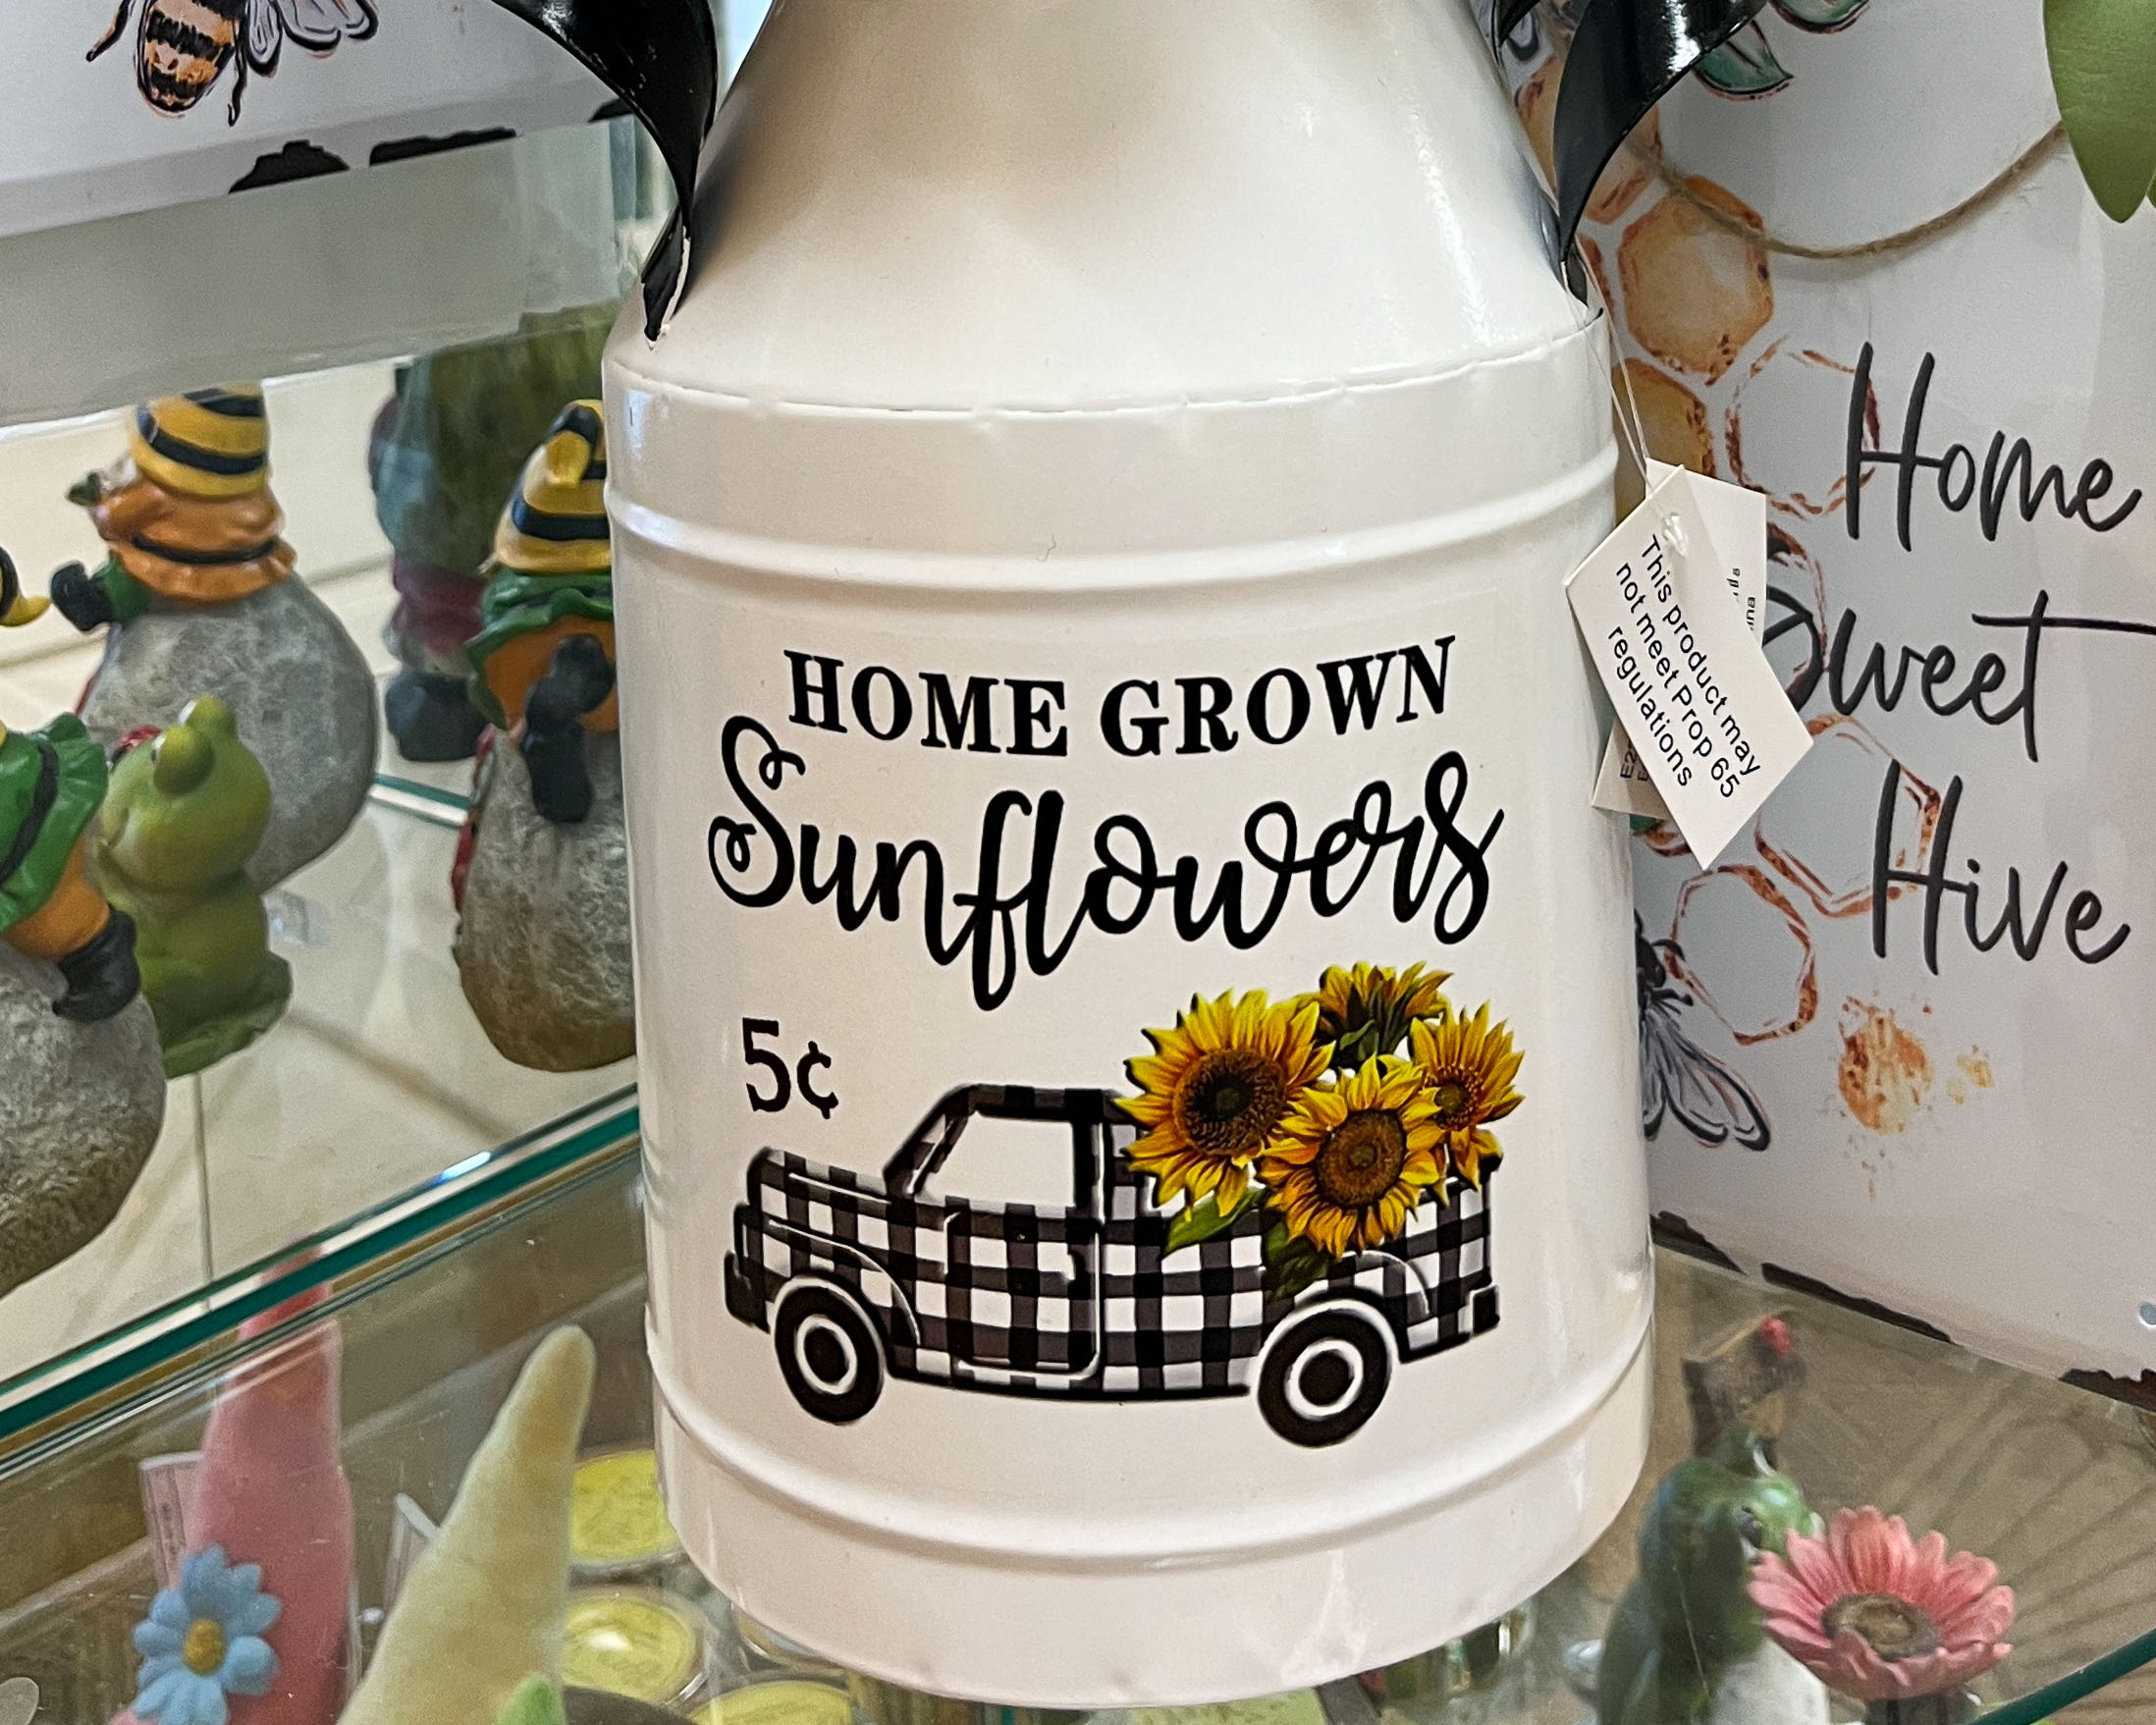 HOME GROWN
Sunflowers
5¢
This product may
not meet Prop 65
regulations
Home
Sweet
Hive